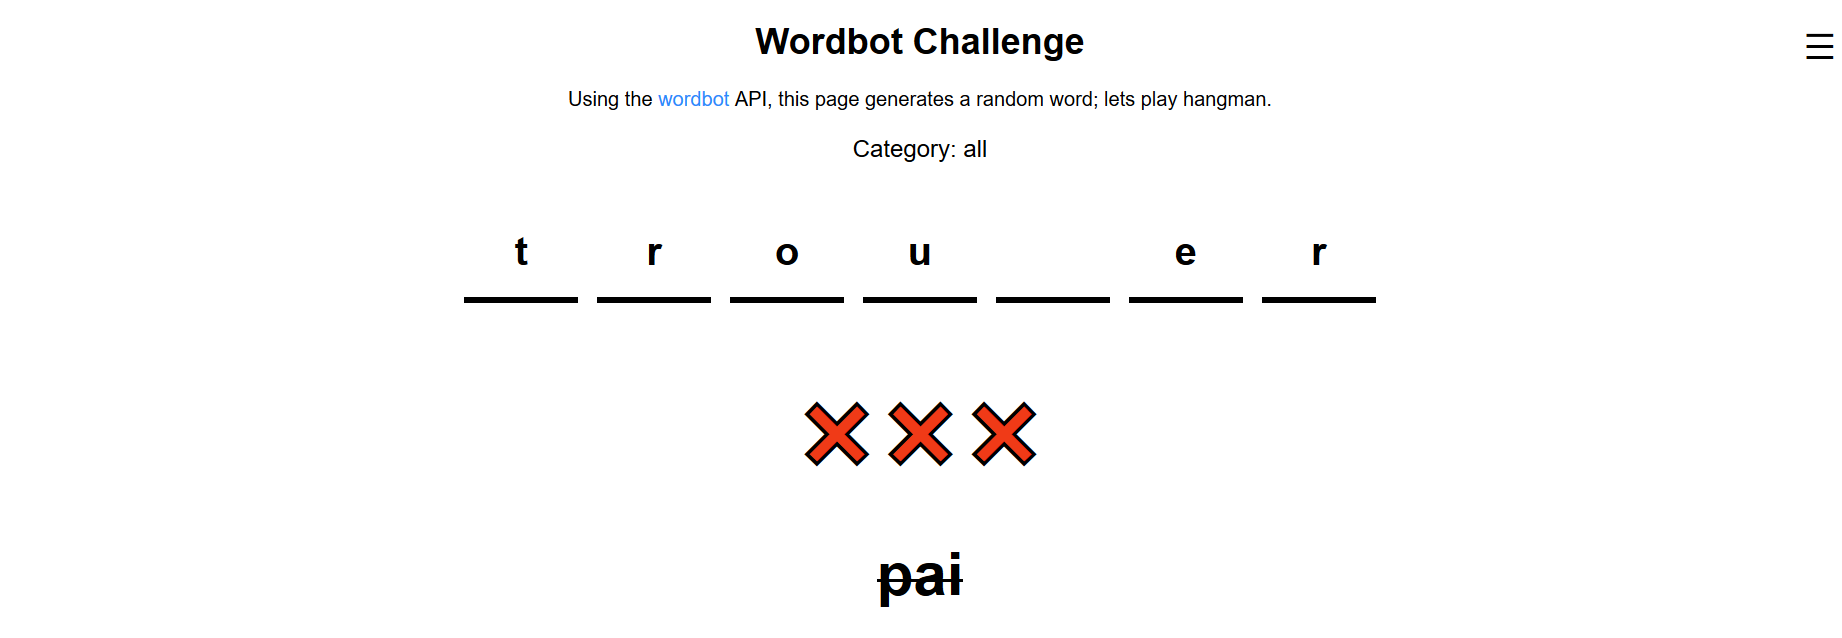 Wordbot Challenge
Using the wordbot API, this page generates a random word; lets play hangman.
Category: all
t r o u _ e r
pai